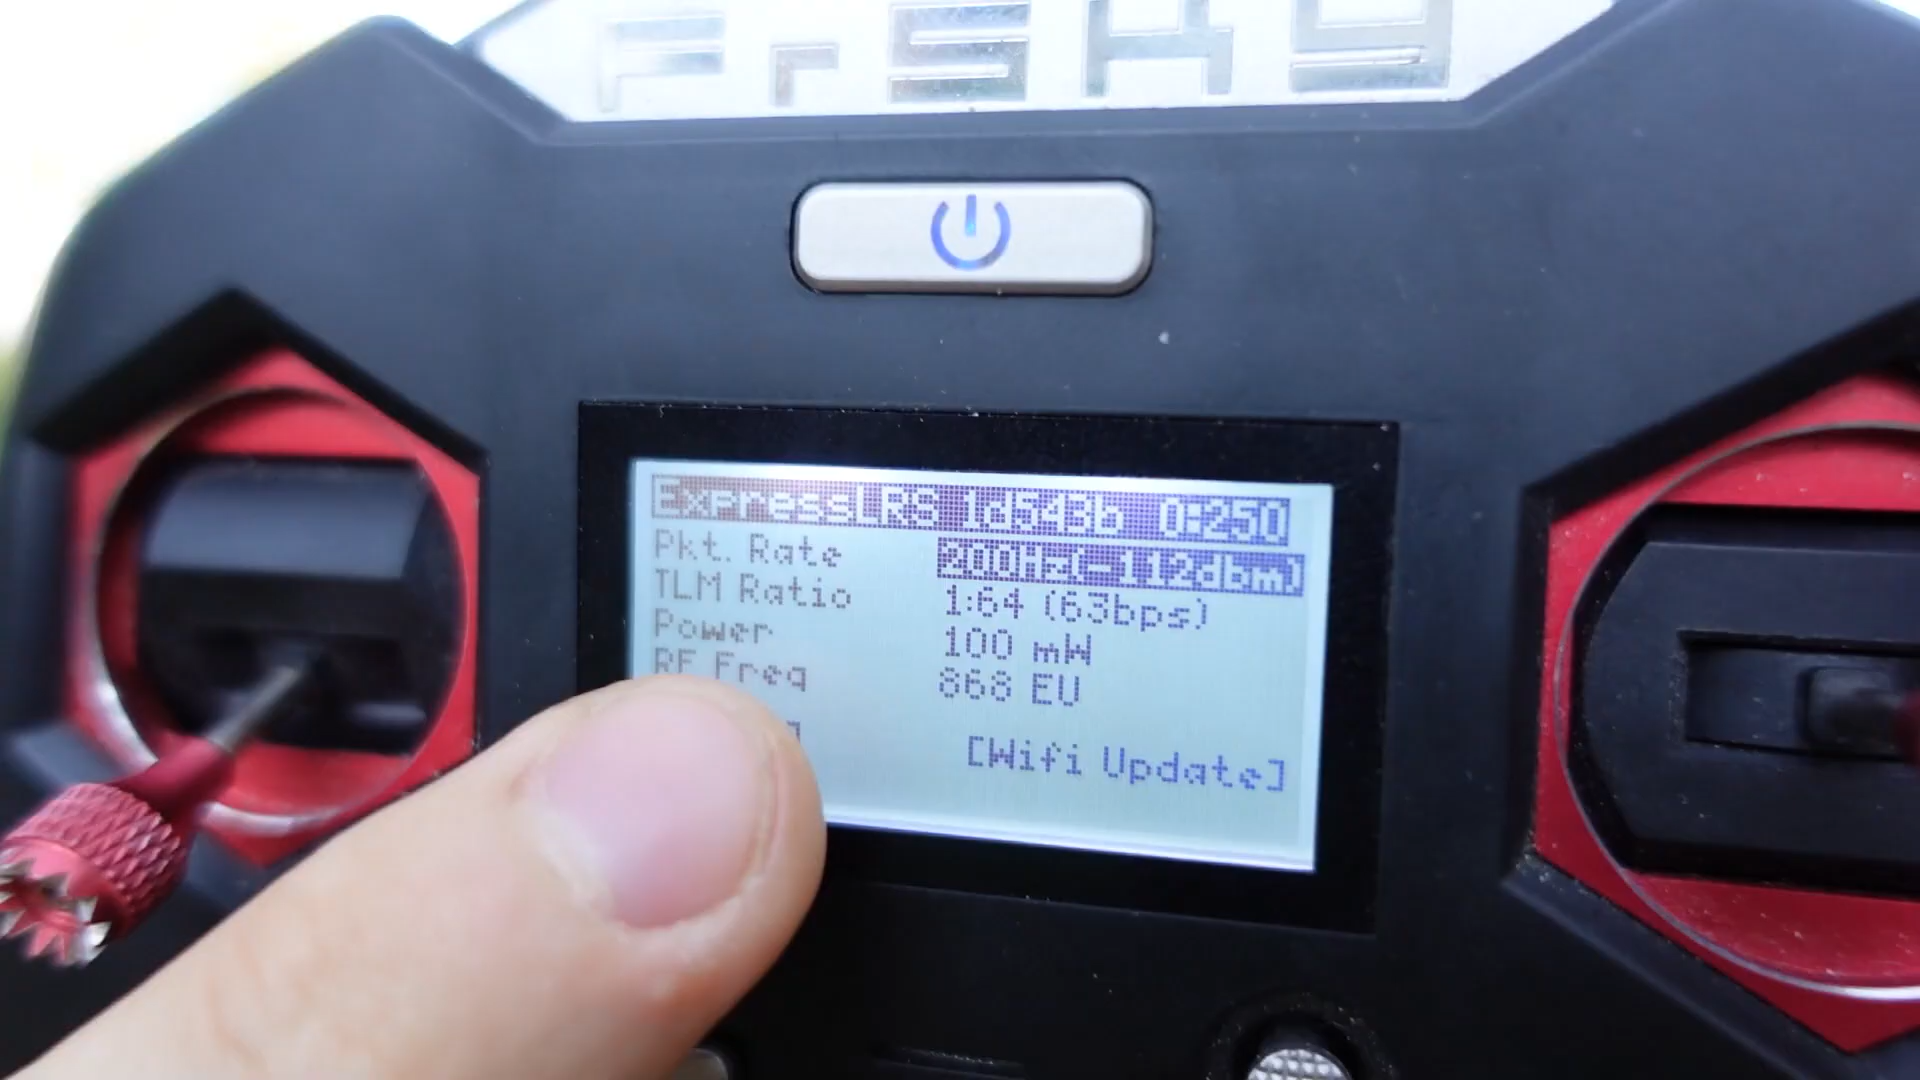 FrSKY
ExpressLRS 1d543b 0:250
Pkt. Rate 200Hz(-112dbm)
TLM Ratio 1:64 (63bps)
Power 100 mW
RF Freq 868 EU
[Wifi Update]